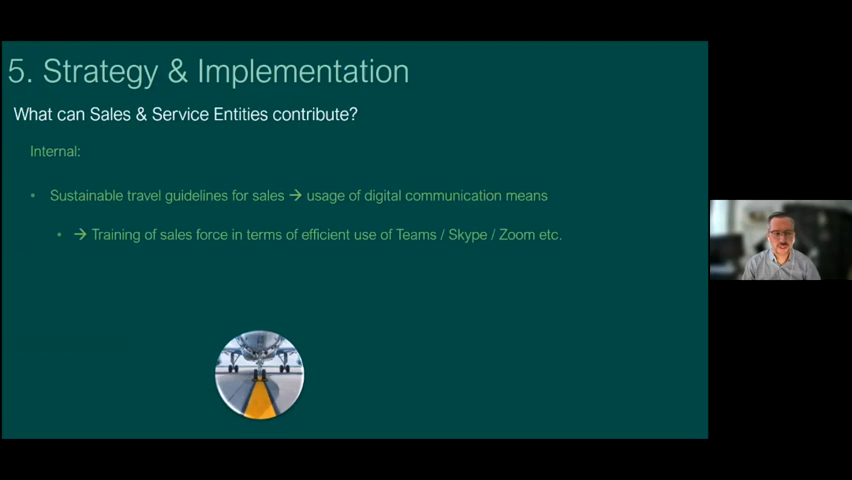 5. Strategy & Implementation
What can Sales & Service Entities contribute?
Internal:
• Sustainable travel guidelines for sales → usage of digital communication means
• → Training of sales force in terms of efficient use of Teams / Skype / Zoom etc.